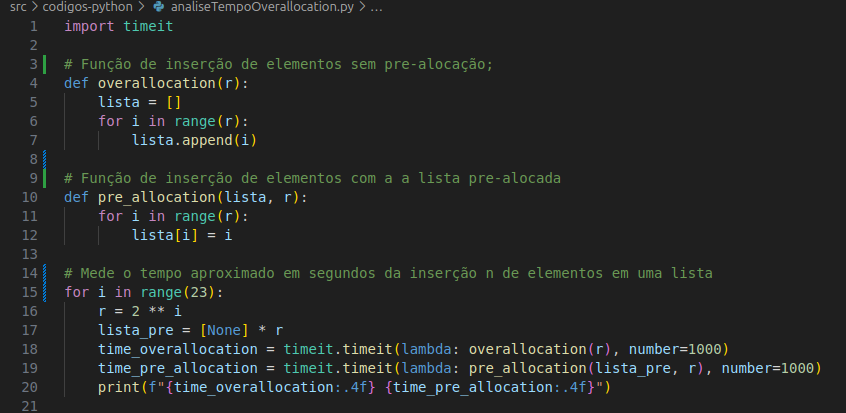 src > codigos-python > analiseTempoOverallocation.py > ...
1 import timeit
2
3 # Função de inserção de elementos sem pre-alocação;
4 def overallocation(r):
5     lista = []
6     for i in range(r):
7         lista.append(i)
8
9 # Função de inserção de elementos com a a lista pre-alocada
10 def pre_allocation(lista, r):
11     for i in range(r):
12         lista[i] = i
13
14 # Mede o tempo aproximado em segundos da inserção n de elementos em uma lista
15 for i in range(23):
16     r = 2 ** i
17     lista_pre = [None] * r
18     time_overallocation = timeit.timeit(lambda: overallocation(r), number=1000)
19     time_pre_allocation = timeit.timeit(lambda: pre_allocation(lista_pre, r), number=1000)
20     print(f"{time_overallocation:.4f} {time_pre_allocation:.4f}")
21